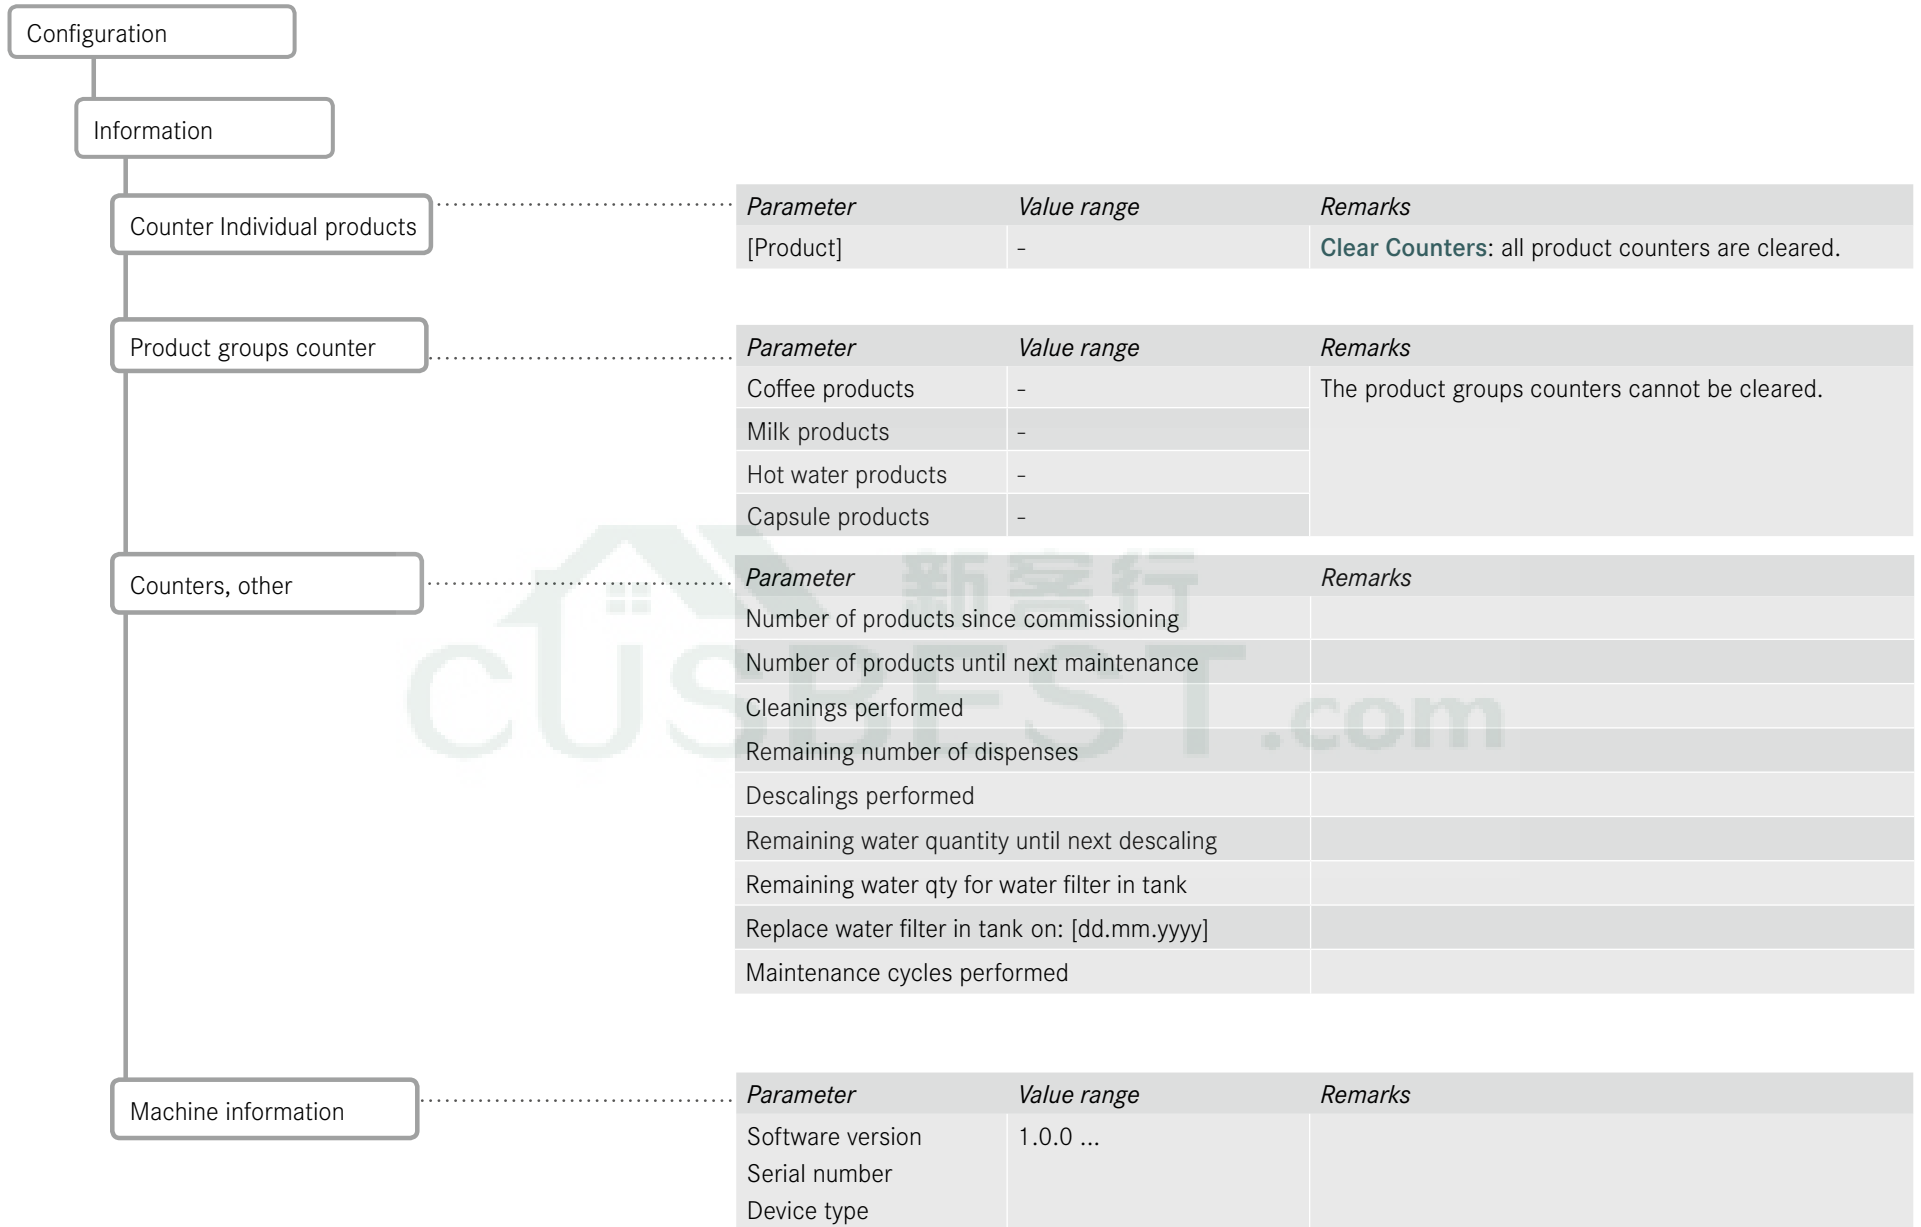 Configuration
Information
Counter Individual products
Parameter Value range Remarks
[Product] – Clear Counters: all product counters are cleared.
Product groups counter
Parameter Value range Remarks
Coffee products – The product groups counters cannot be cleared.
Milk products –
Hot water products –
Capsule products –
Counters, other
Parameter Remarks
Number of products since commissioning
Number of products until next maintenance
Cleanings performed
Remaining number of dispenses
Descalings performed
Remaining water quantity until next descaling
Remaining water qty for water filter in tank
Replace water filter in tank on: [dd.mm.yyyy]
Maintenance cycles performed
新客行
CUSBEST.com
Machine information
Parameter Value range Remarks
Software version 1.0.0 ...
Serial number
Device type